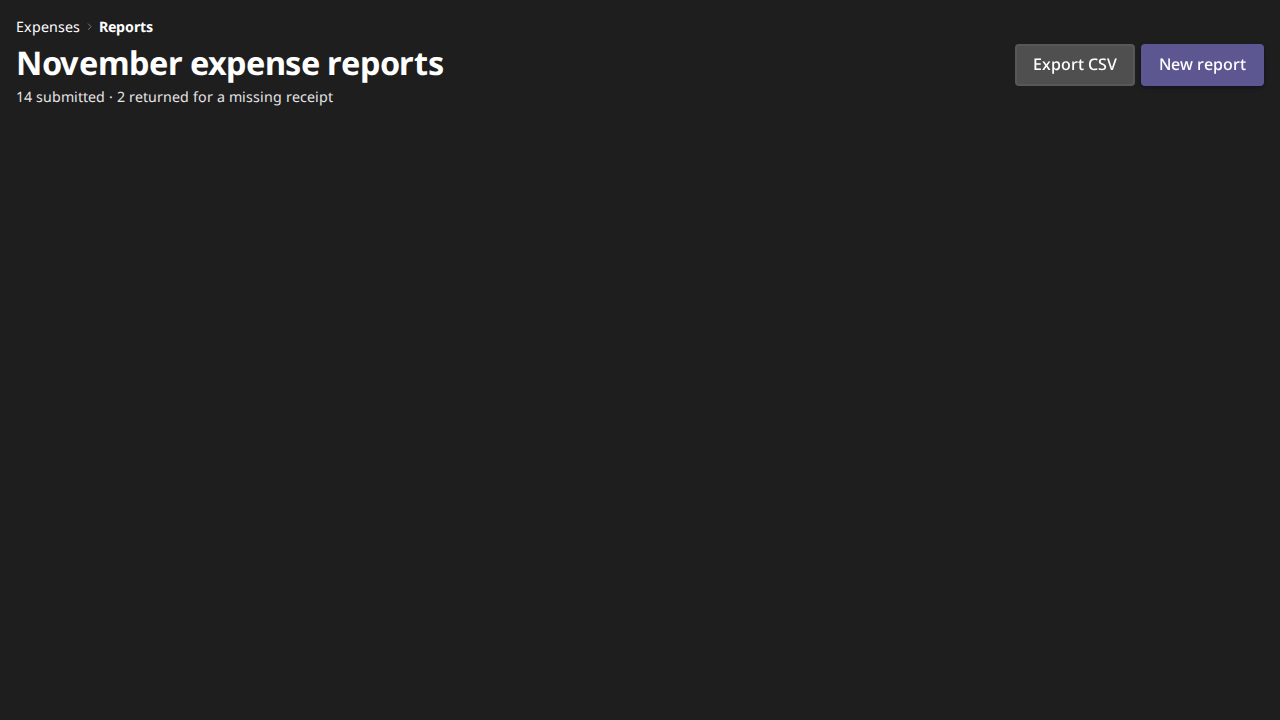 Expenses > Reports
November expense reports
14 submitted · 2 returned for a missing receipt
Export CSV
New report